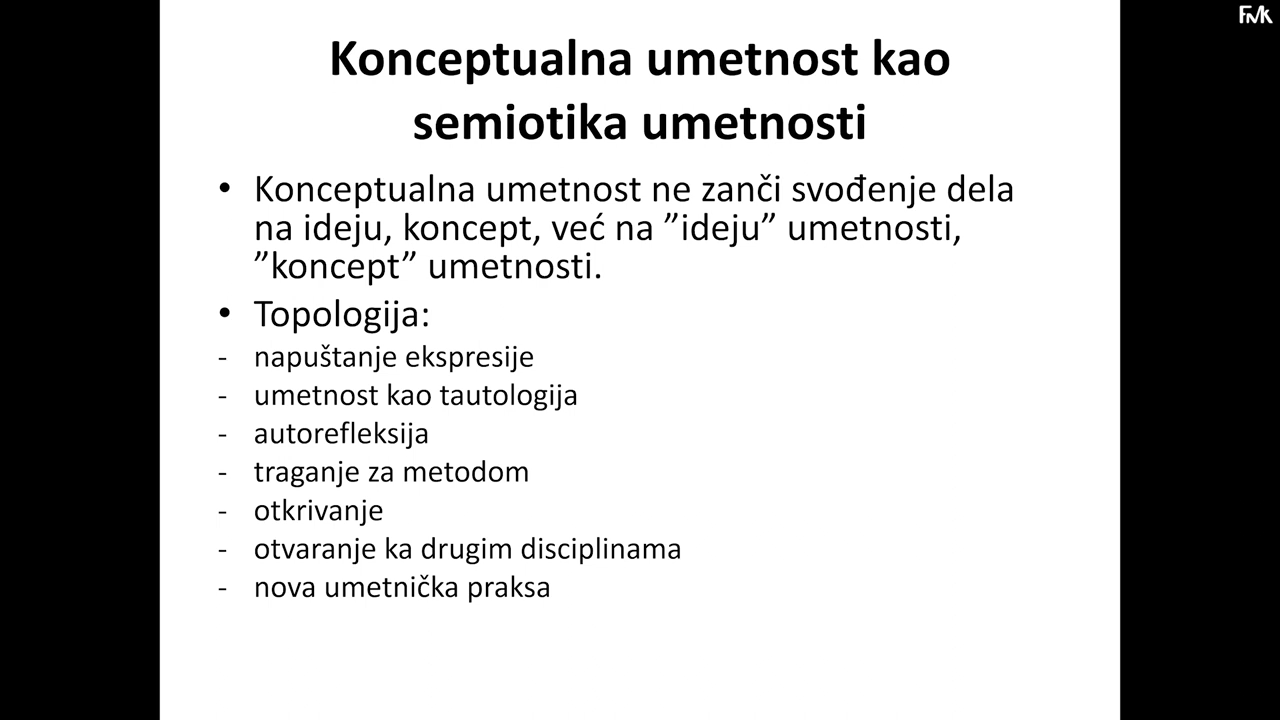 FMk
Konceptualna umetnost kao
semiotika umetnosti
• Konceptualna umetnost ne zanči svođenje dela
na ideju, koncept, već na ”ideju” umetnosti,
”koncept” umetnosti.
• Topologija:
- napuštanje ekspresije
- umetnost kao tautologija
- autorefleksija
- traganje za metodom
- otkrivanje
- otvaranje ka drugim disciplinama
- nova umetnička praksa